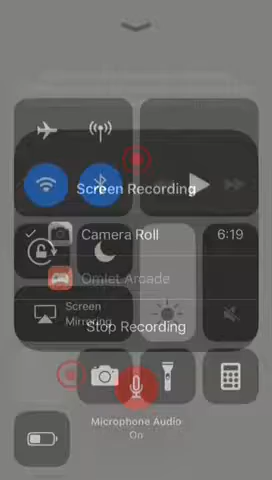 Screen Recording
Camera Roll
6:19
Omlet Arcade
Screen
Mirroring
Stop Recording
Microphone Audio
On